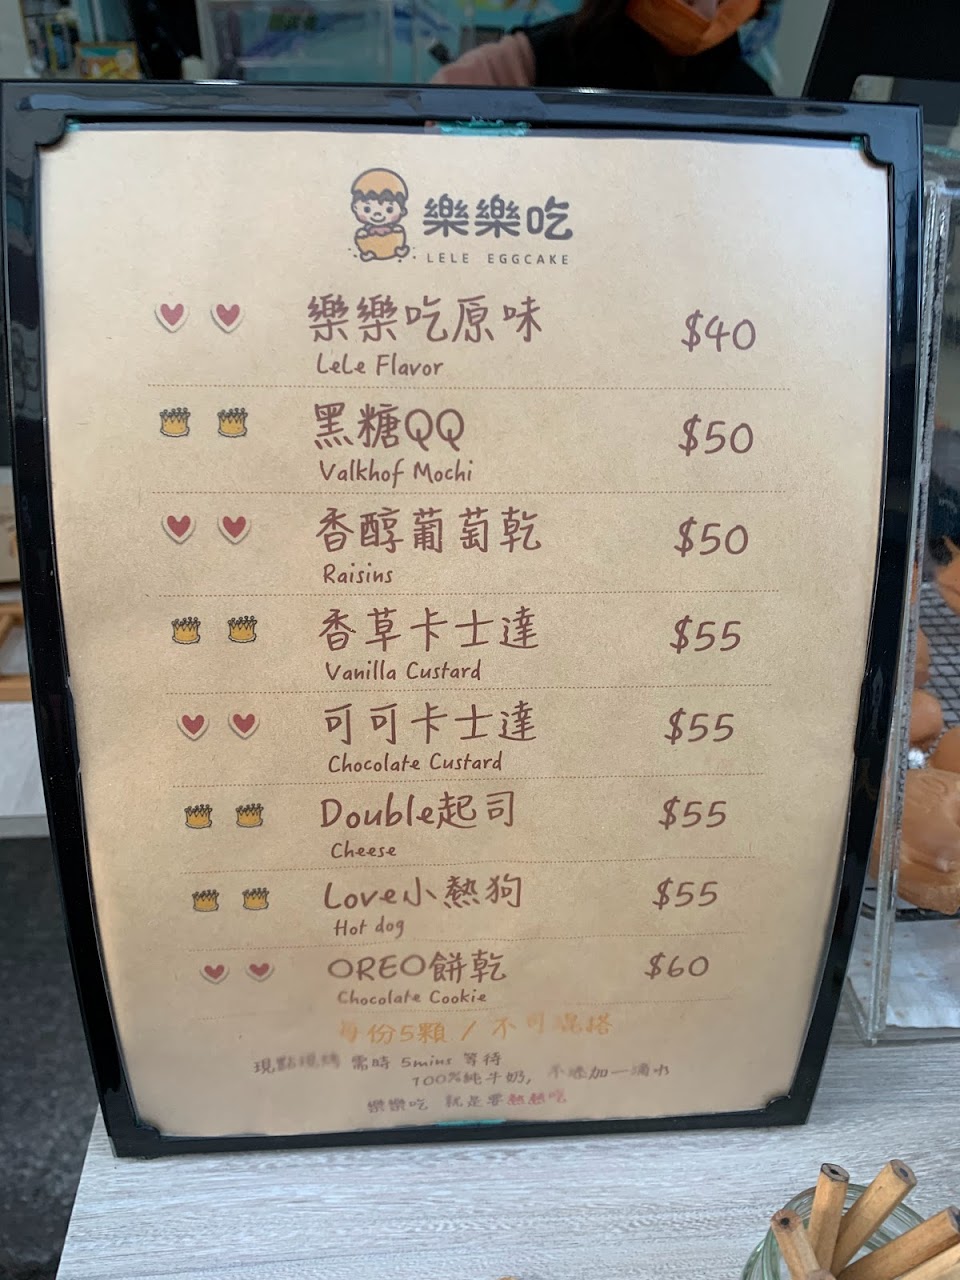 樂樂吃
LELE EGGCAKE
樂樂吃原味 $40
LeLe Flavor
黑糖QQ $50
Valkhof Mochi
香醇葡萄乾 $50
Raisins
香草卡士達 $55
Vanilla Custard
可可卡士達 $55
Chocolate Custard
Double起司 $55
Cheese
Love小熱狗 $55
Hot dog
OREO餅乾 $60
Chocolate Cookie
每份5顆 / 不可混搭
現點現烤 需時 5mins 等待
100%純牛奶, 不添加一滴水
樂樂吃 就是要熱熱吃